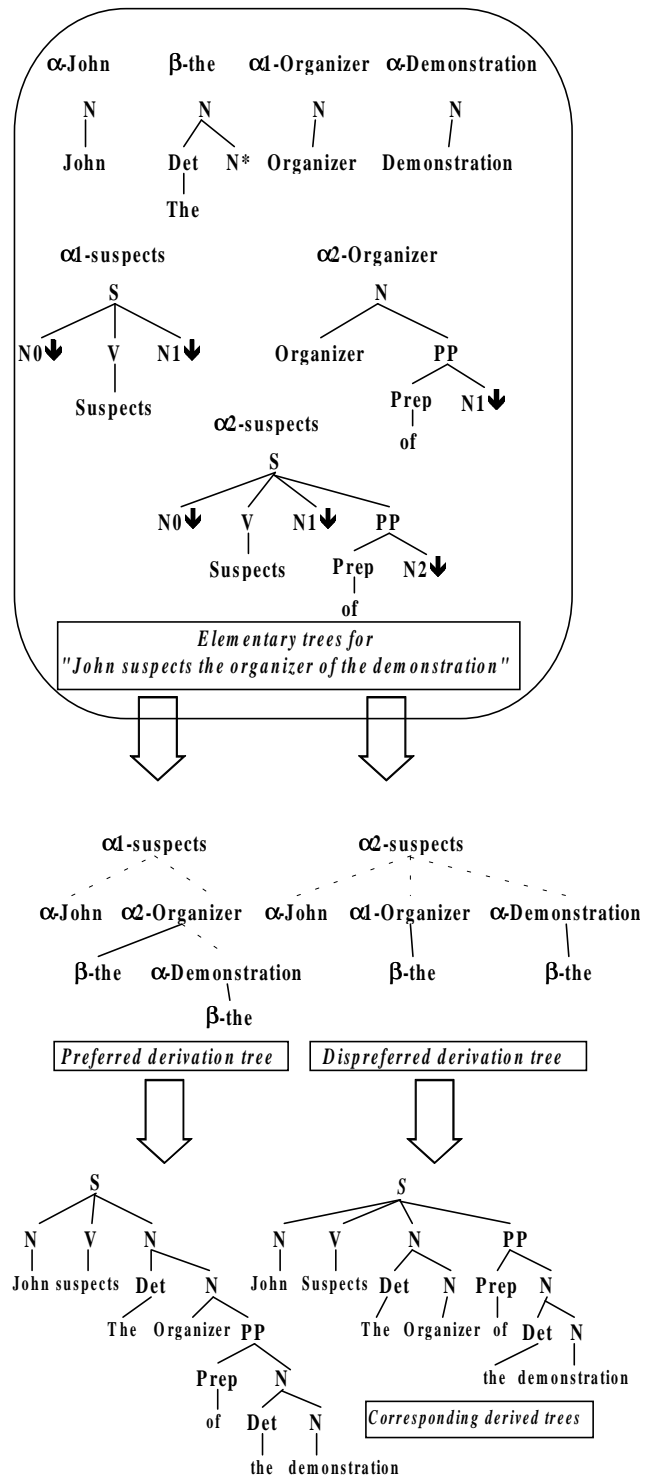 α-John β-the α1-Organizer α-Demonstration
N N N N
John Det N* Organizer Demonstration
The
α1-suspects α2-Organizer
S N
N0 V N1 Organizer PP
Suspects Prep N1
of
α2-suspects
S
N0 V N1 PP
Suspects Prep N2
of
Elementary trees for
"John suspects the organizer of the demonstration"
α1-suspects α2-suspects
α-John α2-Organizer α-John α1-Organizer α-Demonstration
β-the α-Demonstration β-the β-the
β-the
Preferred derivation tree Dispreferred derivation tree
S S
N V N N V N PP
John suspects Det N John Suspects Det N Prep N
The Organizer PP The Organizer of Det N
Prep N the demonstration
of Det N Corresponding derived trees
the demonstration